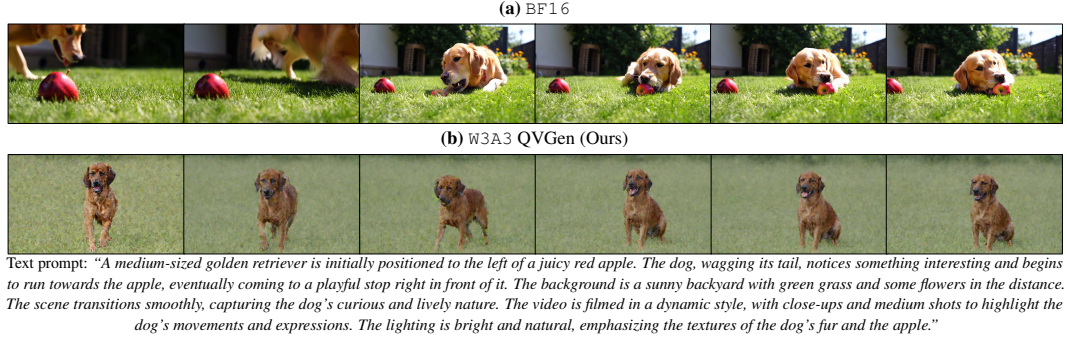 (a) BF16
(b) W3A3 QVGen (Ours)
Text prompt: “A medium-sized golden retriever is initially positioned to the left of a juicy red apple. The dog, wagging its tail, notices something interesting and begins
to run towards the apple, eventually coming to a playful stop right in front of it. The background is a sunny backyard with green grass and some flowers in the distance.
The scene transitions smoothly, capturing the dog’s curious and lively nature. The video is filmed in a dynamic style, with close-ups and medium shots to highlight the
dog’s movements and expressions. The lighting is bright and natural, emphasizing the textures of the dog’s fur and the apple.”